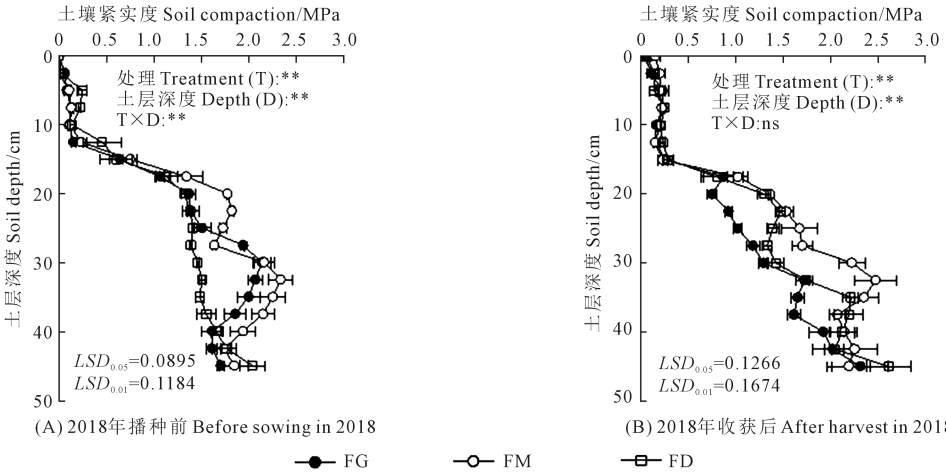 土壤紧实度 Soil compaction/MPa
0 0.5 1.0 1.5 2.0 2.5 3.0
0
10
20
30
40
50
土层深度 Soil depth/cm
处理 Treatment (T):**
土层深度 Depth (D):**
T×D:**
LSD0.05=0.0895
LSD0.01=0.1184
(A) 2018年播种前 Before sowing in 2018
土壤紧实度 Soil compaction/MPa
0 0.5 1.0 1.5 2.0 2.5 3.0
0
10
20
30
40
50
土层深度 Soil depth/cm
处理 Treatment (T):**
土层深度 Depth (D):**
T×D:ns
LSD0.05=0.1266
LSD0.01=0.1674
(B) 2018年收获后 After harvest in 2018
FG FM FD